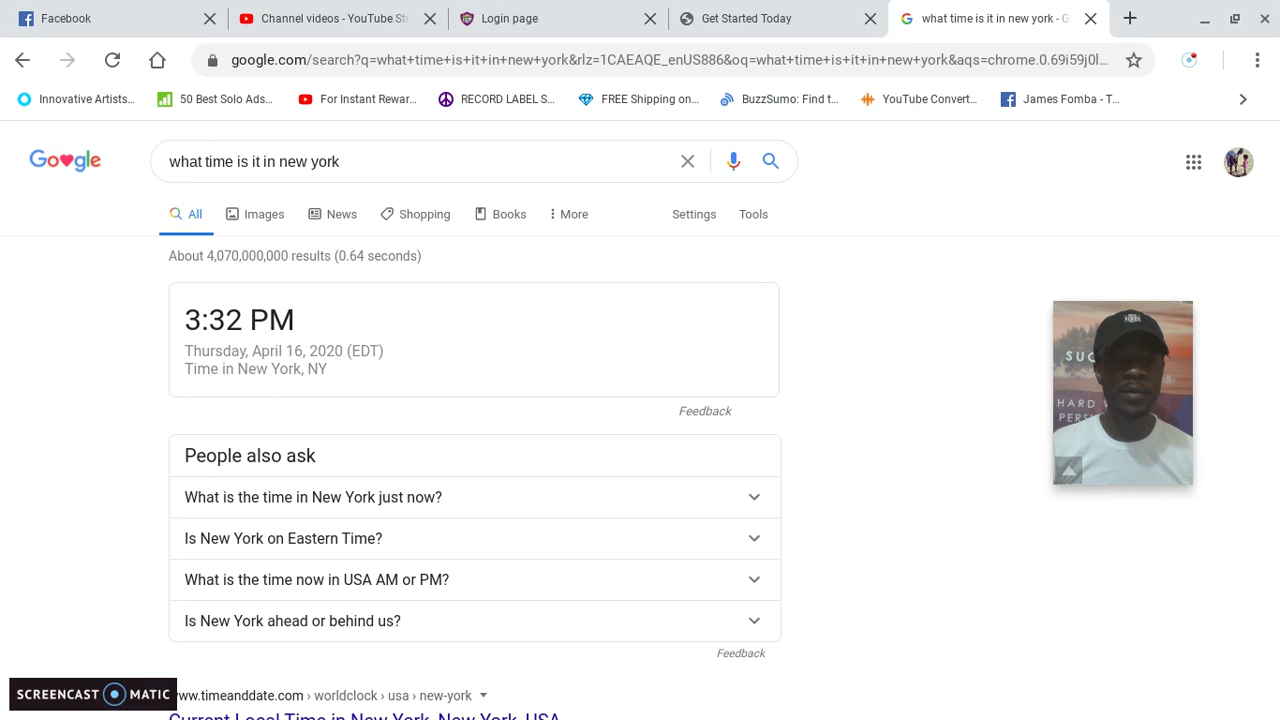 Facebook
Channel videos - YouTube Stu
Login page
Get Started Today
what time is it in new york - G
google.com/search?q=what+time+is+it+in+new+york&rlz=1CAEAQE_enUS886&oq=what+time+is+it+in+new+york&aqs=chrome.0.69i59j0l...
Innovative Artists...
50 Best Solo Ads...
For Instant Rewar...
RECORD LABEL S...
FREE Shipping on...
BuzzSumo: Find t...
YouTube Convert...
James Fomba - T...
Google
what time is it in new york
All
Images
News
Shopping
Books
More
Settings
Tools
About 4,070,000,000 results (0.64 seconds)
3:32 PM
Thursday, April 16, 2020 (EDT)
Time in New York, NY
Feedback
People also ask
What is the time in New York just now?
Is New York on Eastern Time?
What is the time now in USA AM or PM?
Is New York ahead or behind us?
Feedback
SUC
HARD W
PERS
SCREENCAST MATIC
www.timeanddate.com › worldclock › usa › new-york
Current Local Time in New York, New York, USA